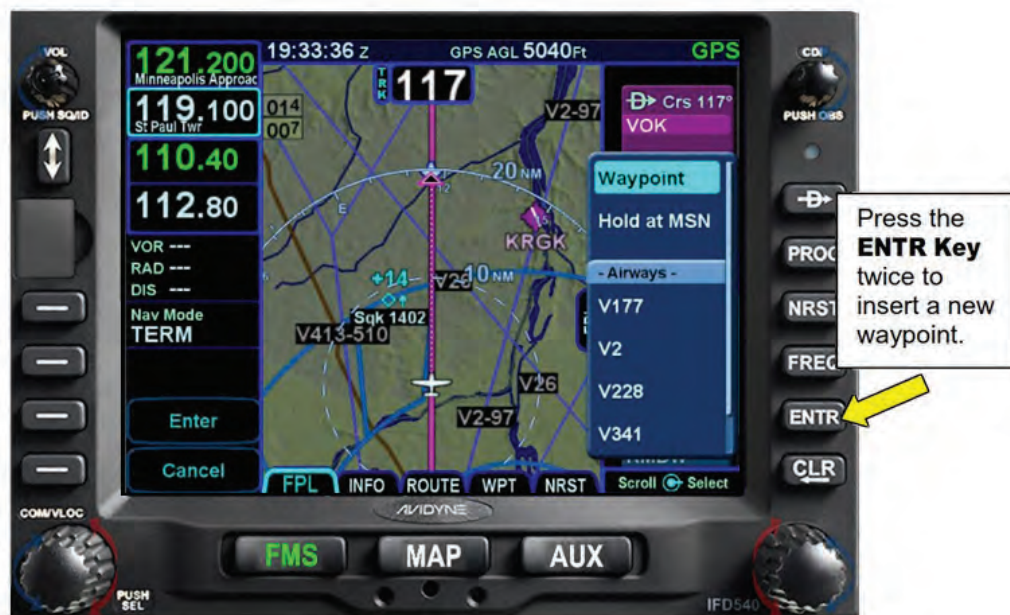 VOL
PUSH SQ/ID
121.200
Minneapolis Approac
119.100
St Paul Twr
110.40
112.80
VOR ---
RAD ---
DIS ---
Nav Mode
TERM
Enter
Cancel
19:33:36 Z
GPS AGL 5040Ft
GPS
TRK
117
014
007
V2-97
20 NM
12
E
15
KRGK
+14
V26
10 NM
Sqk 1402
V413-510
V26
V2-97
Crs 117°
VOK
Waypoint
Hold at MSN
- Airways -
V177
V2
V228
V341
Scroll Select
FPL
INFO
ROUTE
WPT
NRST
AVIDYNE
FMS
MAP
AUX
COM/VLOC
PUSH
SEL
IFD540
CDI
PUSH OBS
D
PROC
NRST
FREQ
ENTR
CLR
Press the
ENTR Key
twice to
insert a new
waypoint.